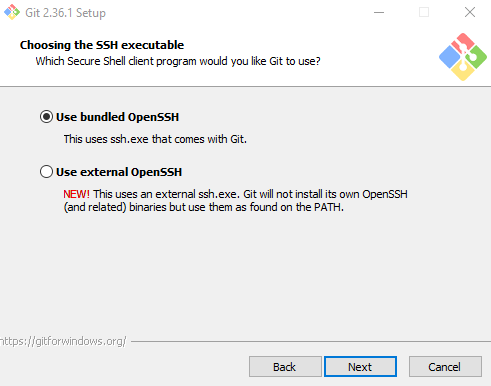 Git 2.36.1 Setup
Choosing the SSH executable
Which Secure Shell client program would you like Git to use?
Use bundled OpenSSH
This uses ssh.exe that comes with Git.
Use external OpenSSH
NEW! This uses an external ssh.exe. Git will not install its own OpenSSH
(and related) binaries but use them as found on the PATH.
https://gitforwindows.org/
Back Next Cancel